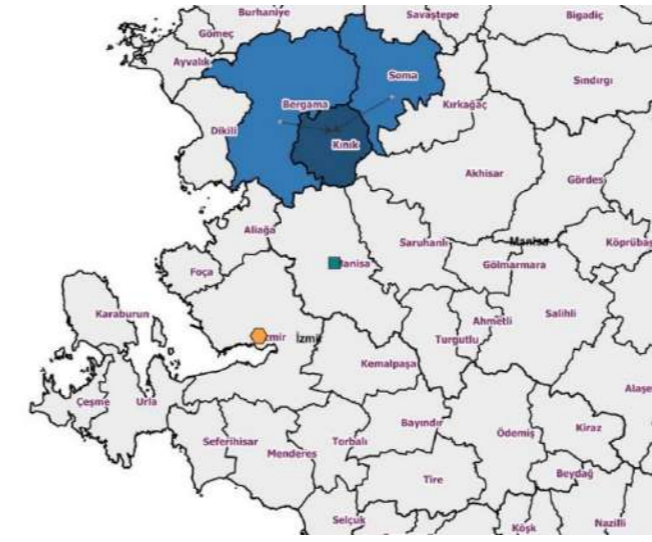 Burhaniye
Savaştepe
Bigadiç
Gömeç
Ayvalık
Soma
Sındırgı
Bergama
Kırkağaç
Dikili
Kınık
Akhisar
Gördes
Aliağa
Saruhanlı
Manisa
Köprübaş
Foça
Manisa
Gölmarmara
Karaburun
Ahmetli
Salihli
İzmir
İzmir
Turgutlu
Kemalpaşa
Alaşe
Çeşme
Urla
Seferihisar
Menderes
Torbalı
Bayındır
Ödemiş
Kiraz
Tire
Beydağ
Selçuk
Köşk
Nazilli